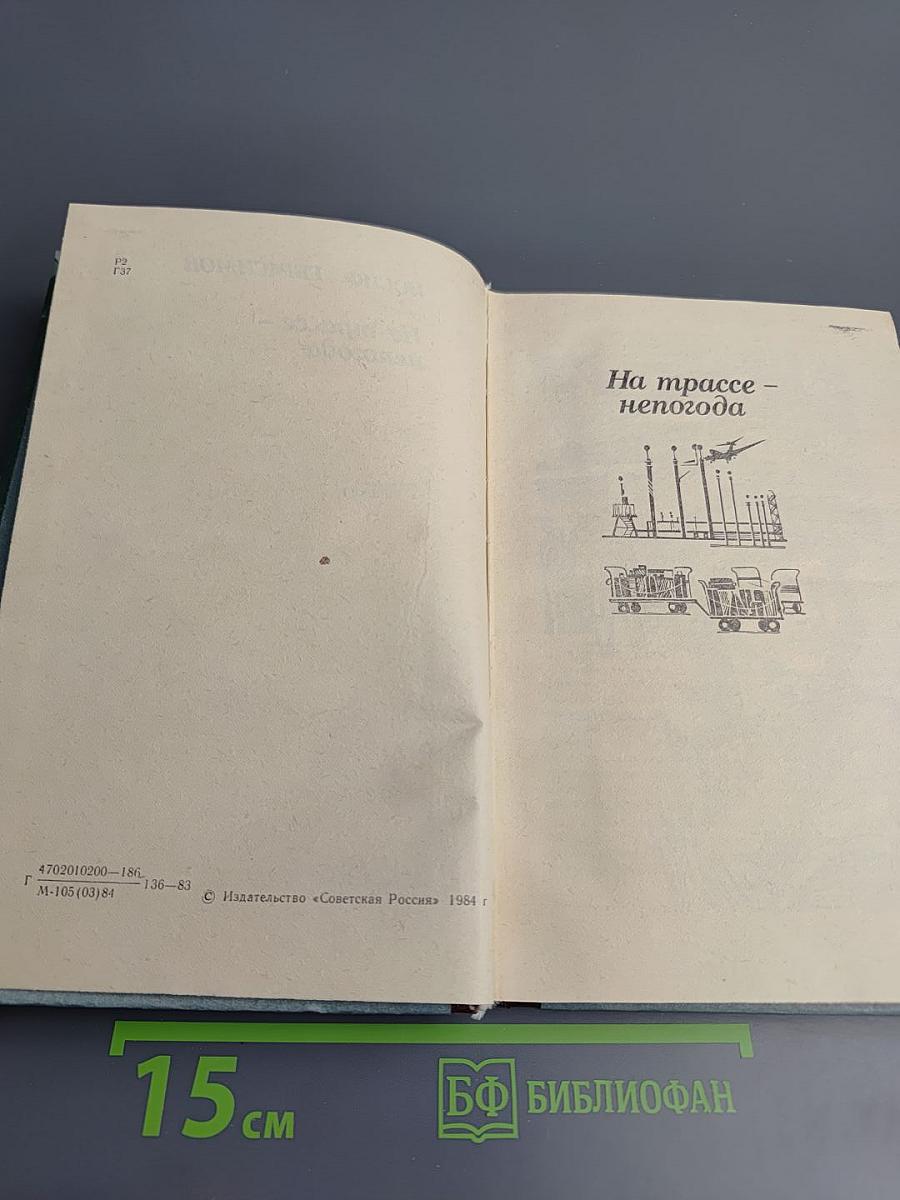 Р2
Г37
Г 4702010200—186
М-105(03)84
136—83
© Издательство «Советская Россия» 1984 г
На трассе –
непогода
15 см
БФ БИБЛИОФАН